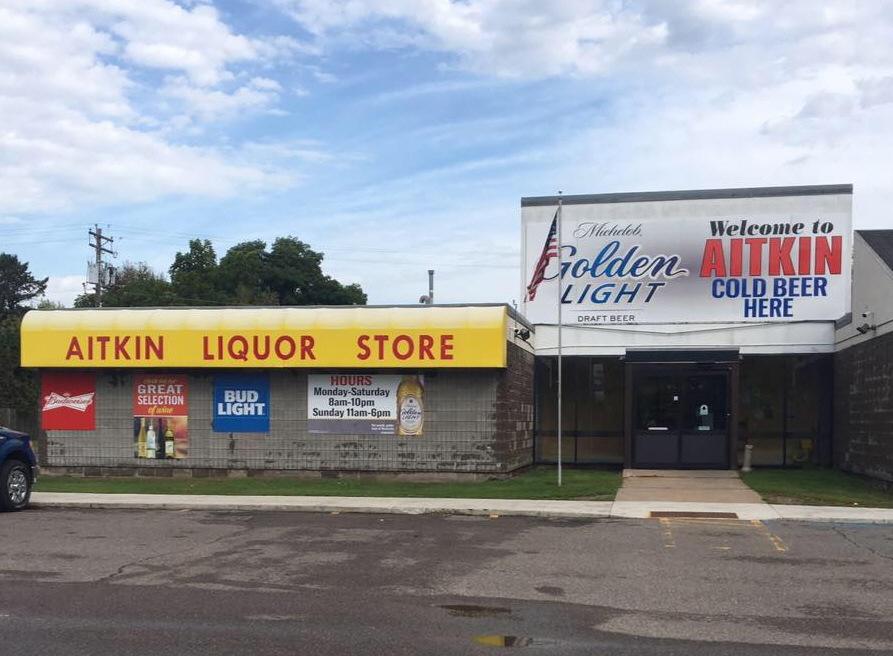 Michelob
Golden
LIGHT
DRAFT BEER
Welcome to
AITKIN
COLD BEER
HERE
AITKIN LIQUOR STORE
Budweiser
GREAT
SELECTION
of wine
BUD
LIGHT
HOURS
Monday-Saturday
8am-10pm
Sunday 11am-6pm